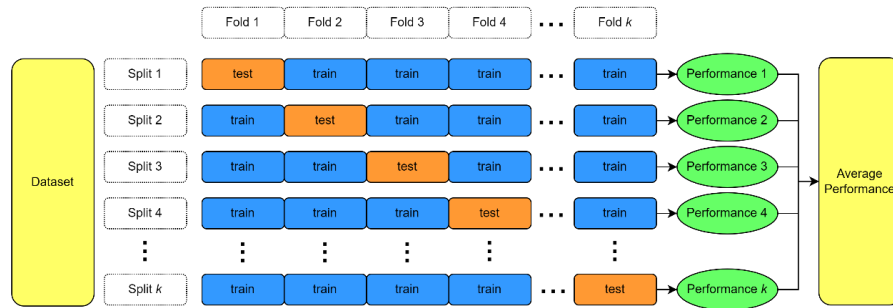 Fold 1 Fold 2 Fold 3 Fold 4 ... Fold k
Split 1 test train train train ... train Performance 1
Split 2 train test train train ... train Performance 2
Split 3 train train test train ... train Performance 3
Dataset
Average
Performance
Split 4 train train train test ... train Performance 4
Split k train train train train ... test Performance k